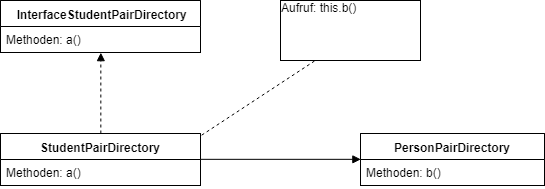 InterfaceStudentPairDirectory
Methoden: a()
Aufruf: this.b()
StudentPairDirectory
Methoden: a()
PersonPairDirectory
Methoden: b()